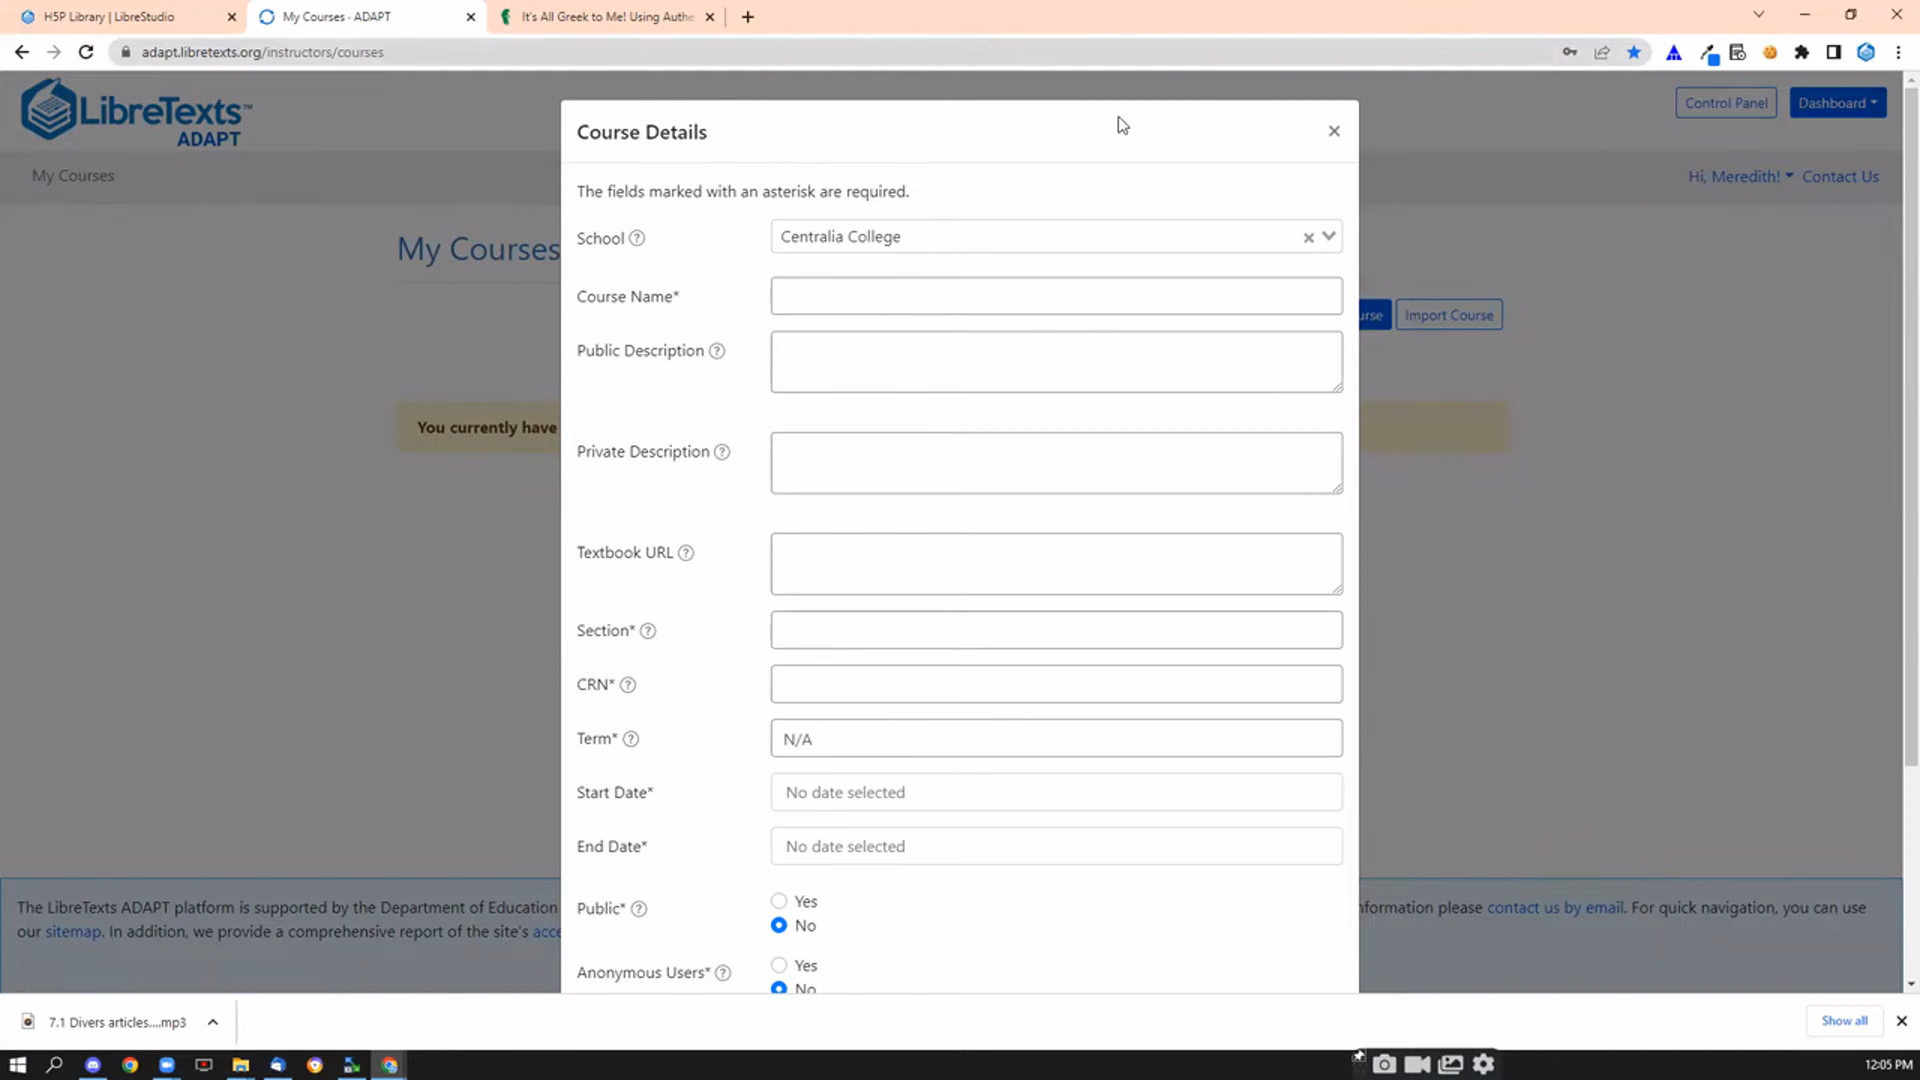 H5P Library | LibreStudio
My Courses - ADAPT
It's All Greek to Me! Using Authe
adapt.libretexts.org/instructors/courses
LibreTexts™
ADAPT
Control Panel
Dashboard
My Courses
Hi, Meredith!
Contact Us
My Courses
urse
Import Course
You currently have
Course Details
The fields marked with an asterisk are required.
School
Centralia College
Course Name*
Public Description
Private Description
Textbook URL
Section*
CRN*
Term*
N/A
Start Date*
No date selected
End Date*
No date selected
Public*
Yes
No
Anonymous Users*
Yes
No
The LibreTexts ADAPT platform is supported by the Department of Education
nformation please contact us by email. For quick navigation, you can use
our sitemap. In addition, we provide a comprehensive report of the site's acce
7.1 Divers articles....mp3
Show all
12:05 PM